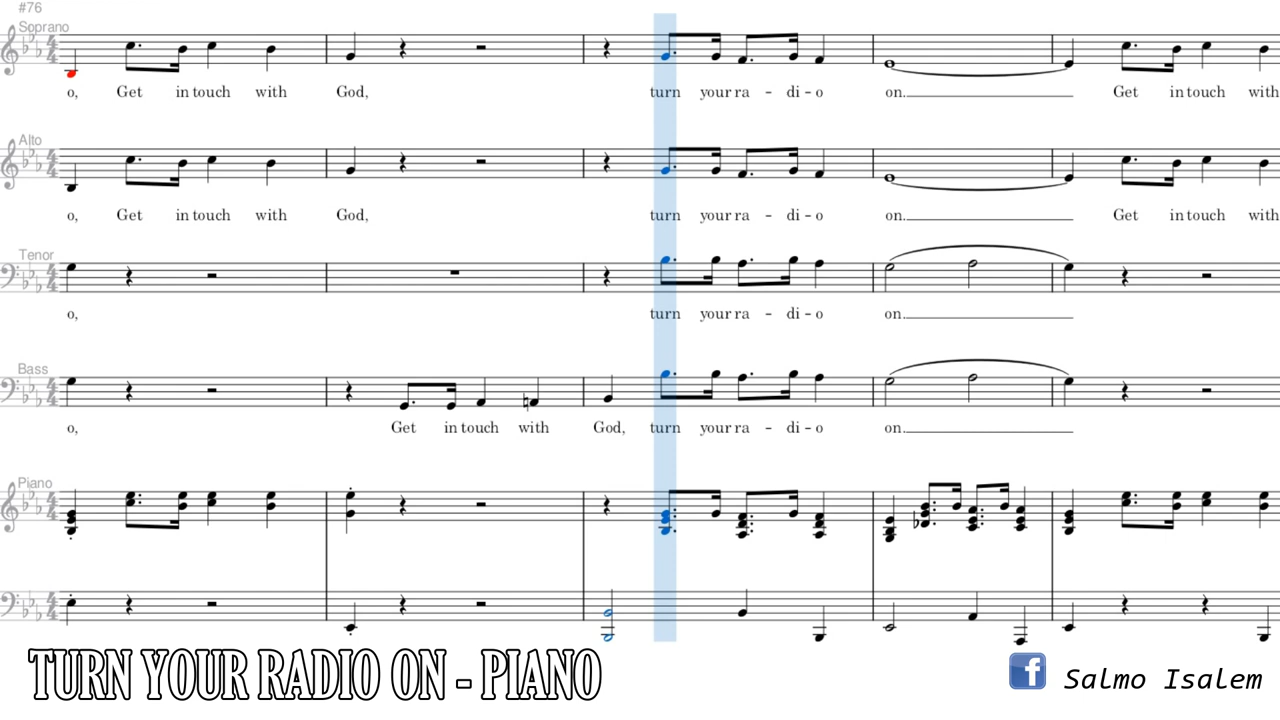 #76
Soprano
o, Get in touch with God, turn your ra - di - o on. Get in touch with
Alto
o, Get in touch with God, turn your ra - di - o on. Get in touch with
Tenor
o, turn your ra - di - o on.
Bass
o, Get in touch with God, turn your ra - di - o on.
Piano
TURN YOUR RADIO ON - PIANO
f Salmo Isalem